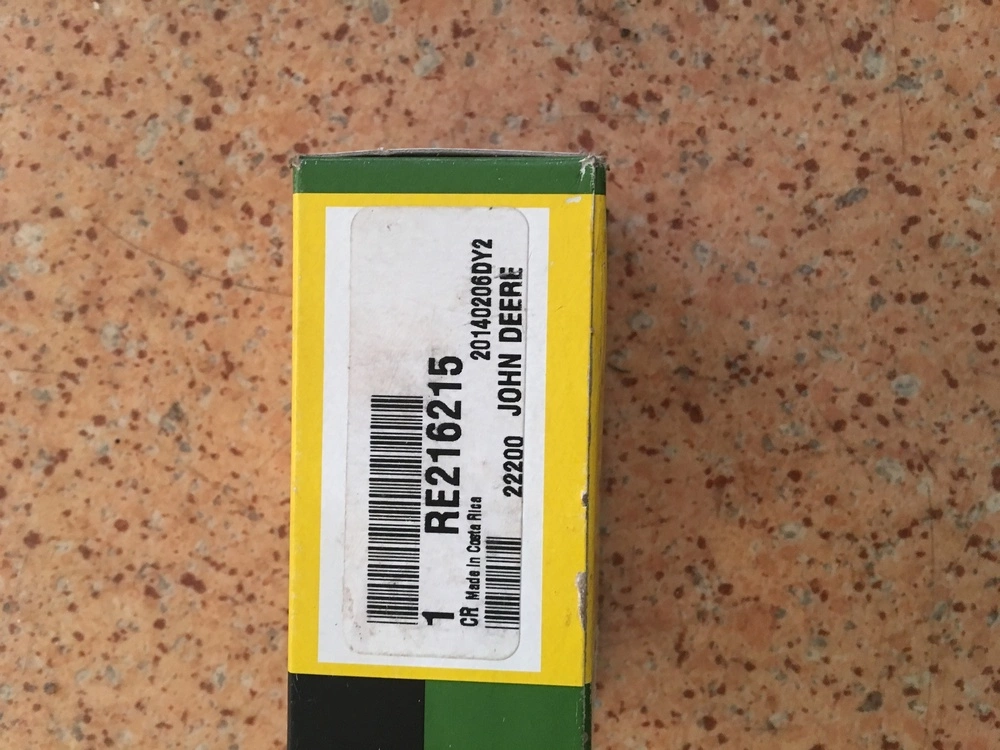 1 RE216215
CR Made in Costa Rica 20140206DY2
22200 JOHN DEERE